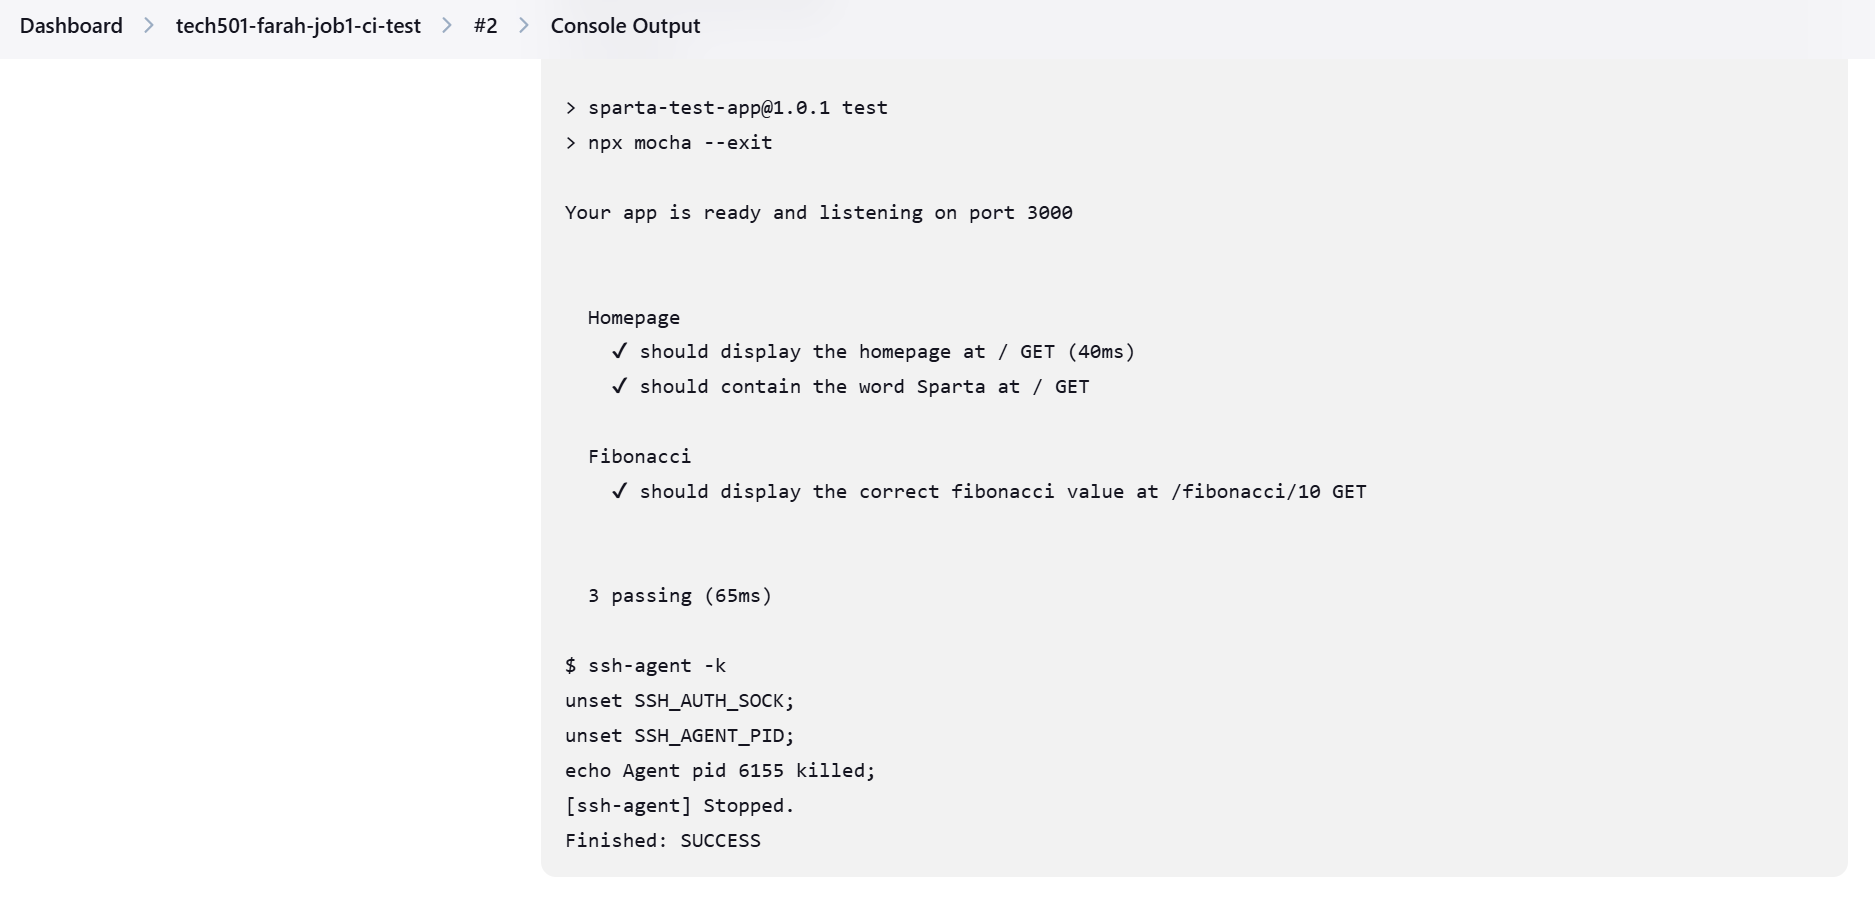 Dashboard > tech501-farah-job1-ci-test > #2 > Console Output
> sparta-test-app@1.0.1 test
> npx mocha --exit
Your app is ready and listening on port 3000
Homepage
✓ should display the homepage at / GET (40ms)
✓ should contain the word Sparta at / GET
Fibonacci
✓ should display the correct fibonacci value at /fibonacci/10 GET
3 passing (65ms)
$ ssh-agent -k
unset SSH_AUTH_SOCK;
unset SSH_AGENT_PID;
echo Agent pid 6155 killed;
[ssh-agent] Stopped.
Finished: SUCCESS